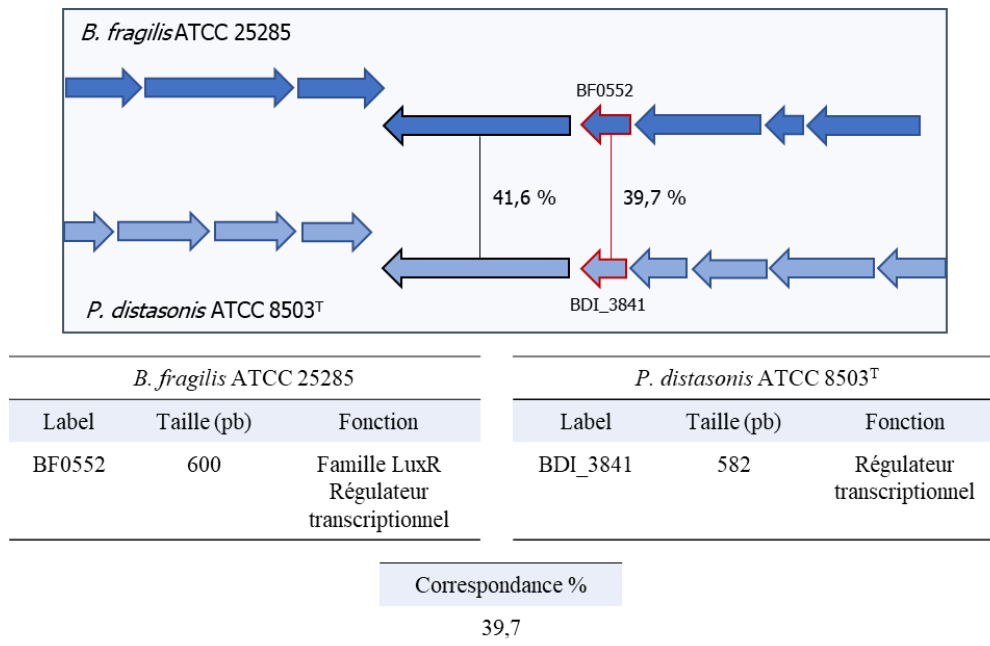 B. fragilis ATCC 25285
BF0552
41,6 %
39,7 %
BDI_3841
P. distasonis ATCC 8503ᵀ
B. fragilis ATCC 25285
Label Taille (pb) Fonction
BF0552 600 Famille LuxR
Régulateur
transcriptionnel
P. distasonis ATCC 8503ᵀ
Label Taille (pb) Fonction
BDI_3841 582 Régulateur
transcriptionnel
Correspondance %
39,7